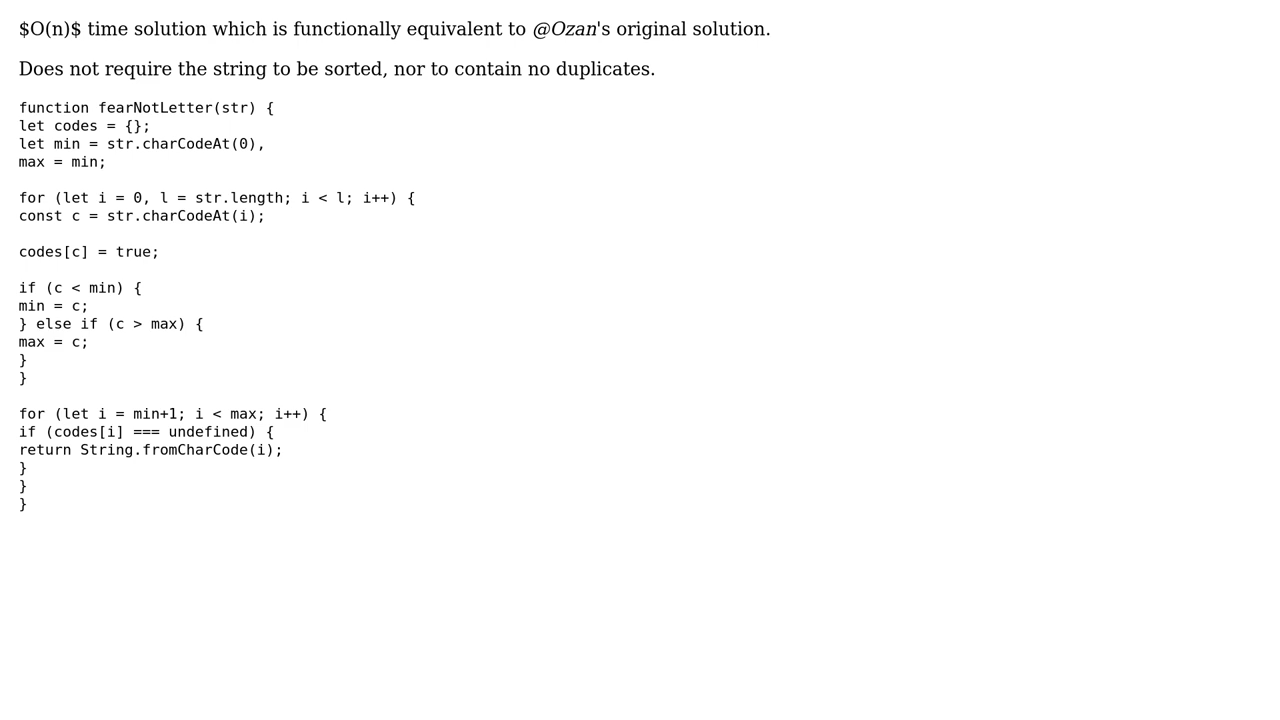 $O(n)$ time solution which is functionally equivalent to @Ozan's original solution.
Does not require the string to be sorted, nor to contain no duplicates.
function fearNotLetter(str) {
let codes = {};
let min = str.charCodeAt(0),
max = min;
for (let i = 0, l = str.length; i < l; i++) {
const c = str.charCodeAt(i);
codes[c] = true;
if (c < min) {
min = c;
} else if (c > max) {
max = c;
}
}
for (let i = min+1; i < max; i++) {
if (codes[i] === undefined) {
return String.fromCharCode(i);
}
}
}